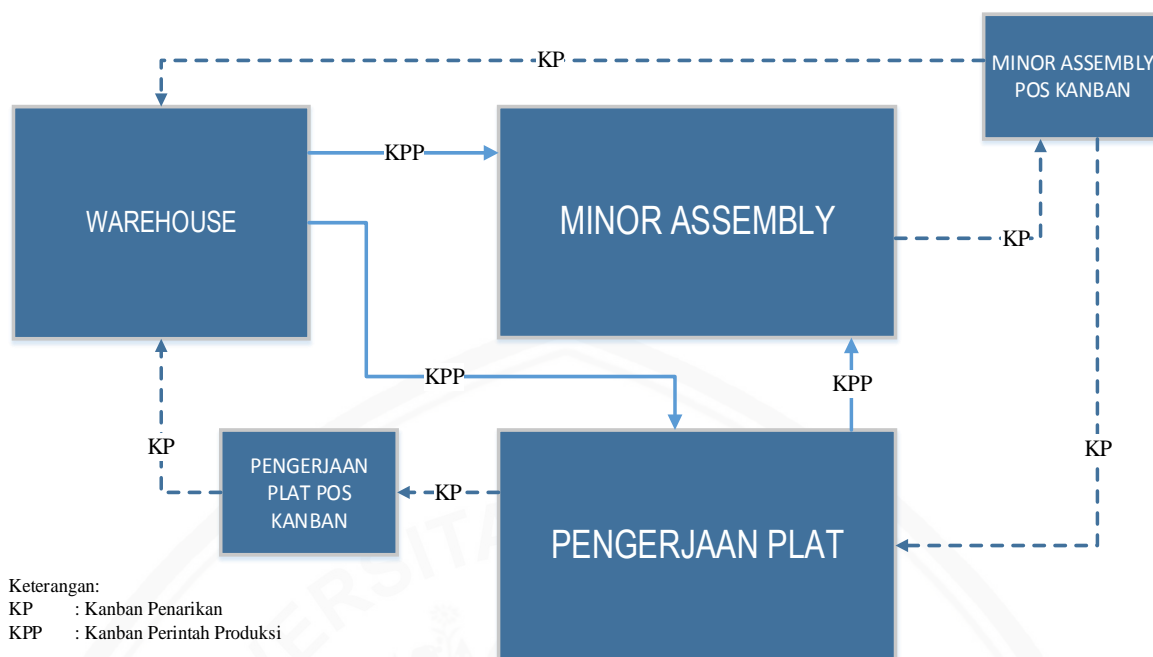 KP
MINOR ASSEMBLY
POS KANBAN
KPP
WAREHOUSE
MINOR ASSEMBLY
KP
KPP
KPP
KP
PENGERJAAN
PLAT POS
KANBAN
KP
KP
PENGERJAAN PLAT
Keterangan:
KP : Kanban Penarikan
KPP : Kanban Perintah Produksi